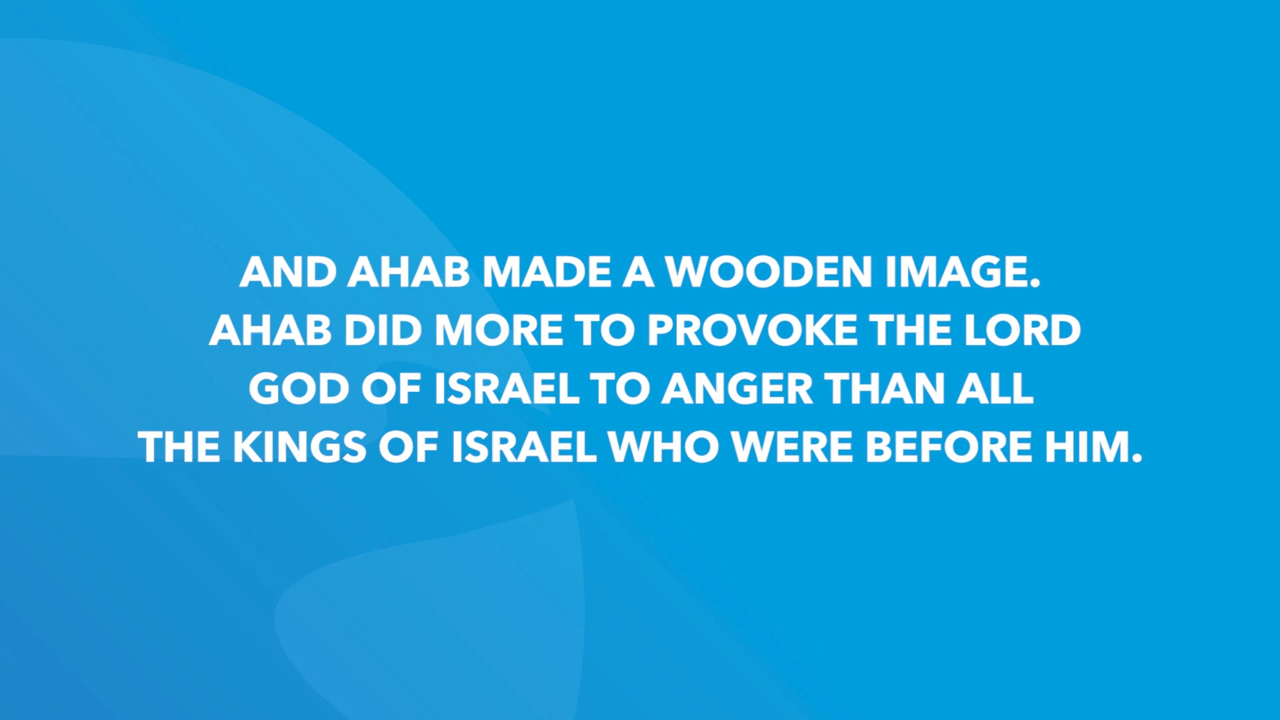 AND AHAB MADE A WOODEN IMAGE.
AHAB DID MORE TO PROVOKE THE LORD
GOD OF ISRAEL TO ANGER THAN ALL
THE KINGS OF ISRAEL WHO WERE BEFORE HIM.